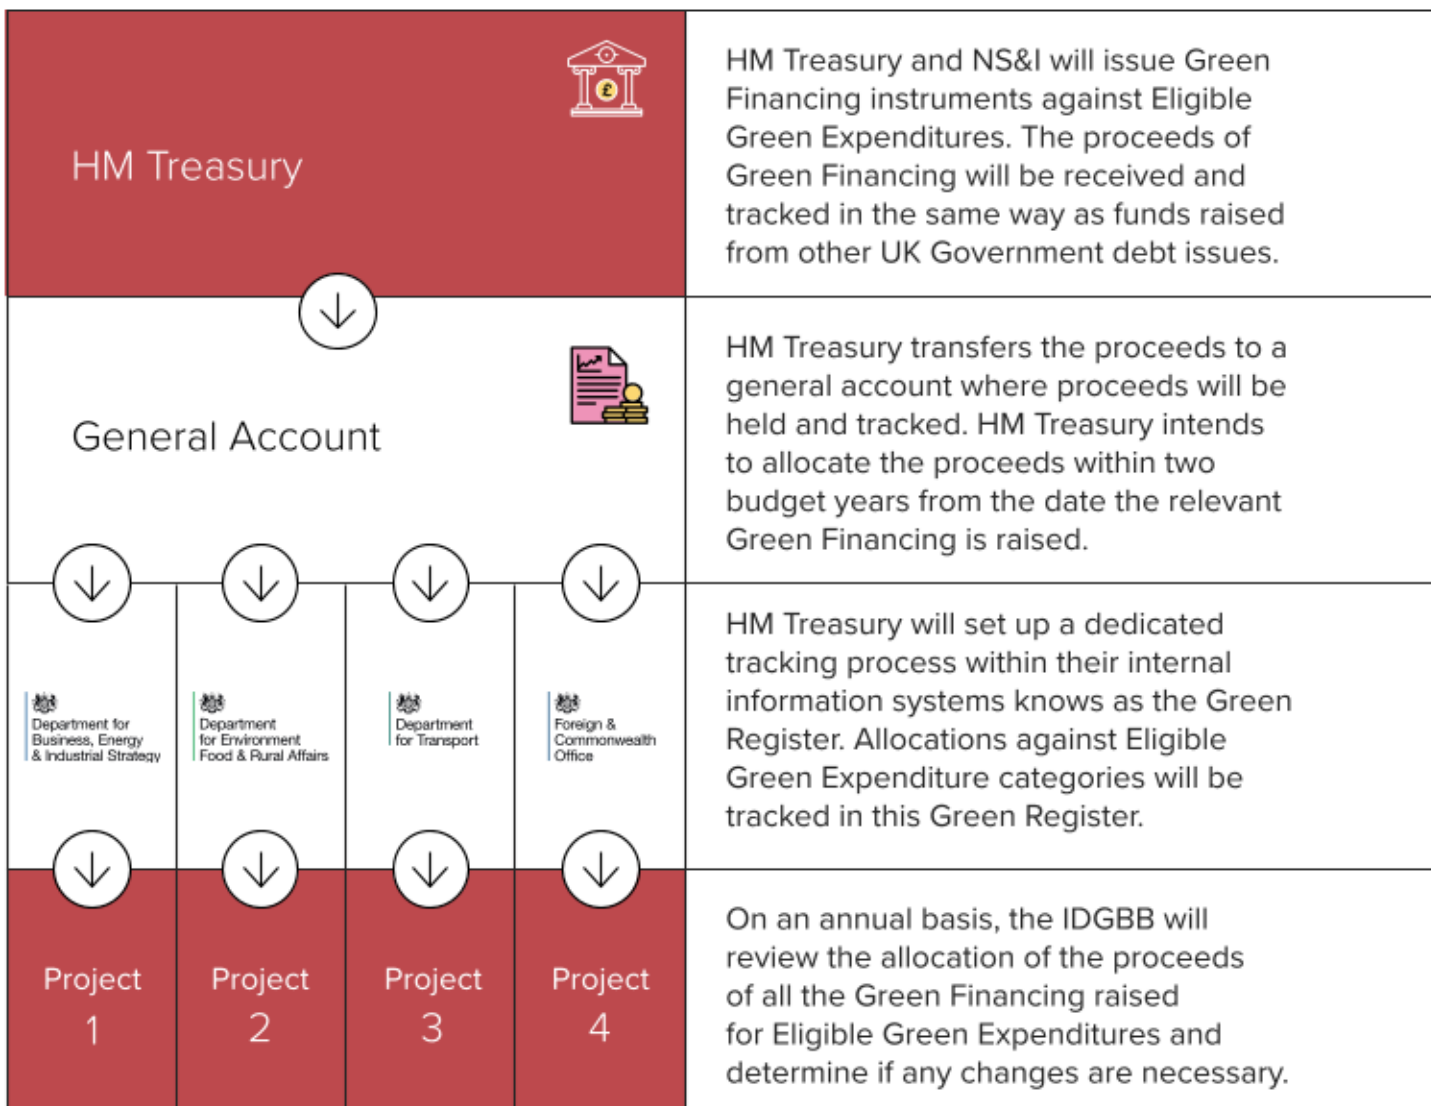 HM Treasury
£
HM Treasury and NS&I will issue Green
Financing instruments against Eligible
Green Expenditures. The proceeds of
Green Financing will be received and
tracked in the same way as funds raised
from other UK Government debt issues.
General Account
HM Treasury transfers the proceeds to a
general account where proceeds will be
held and tracked. HM Treasury intends
to allocate the proceeds within two
budget years from the date the relevant
Green Financing is raised.
Department for
Business, Energy
& Industrial Strategy
Department
for Environment
Food & Rural Affairs
Department
for Transport
Foreign &
Commonwealth
Office
HM Treasury will set up a dedicated
tracking process within their internal
information systems knows as the Green
Register. Allocations against Eligible
Green Expenditure categories will be
tracked in this Green Register.
Project
1
Project
2
Project
3
Project
4
On an annual basis, the IDGBB will
review the allocation of the proceeds
of all the Green Financing raised
for Eligible Green Expenditures and
determine if any changes are necessary.